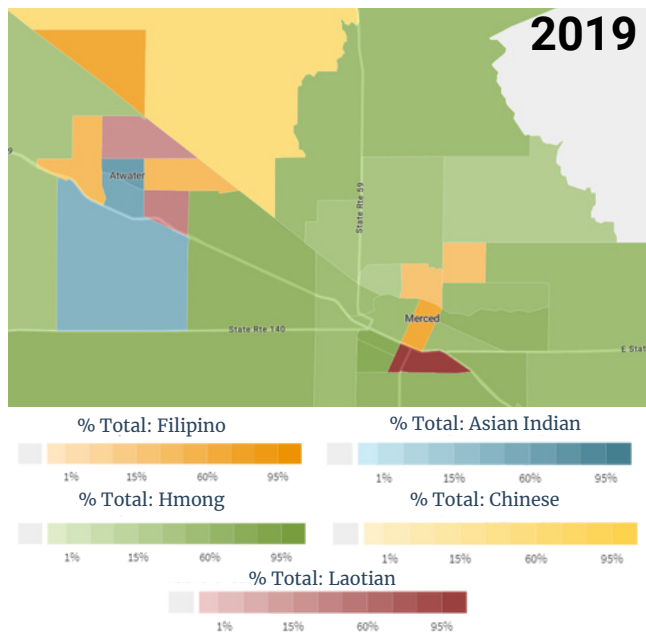 2019
9
Atwater
State Rte 59
Merced
State Rte 140
E Stat
% Total: Filipino
1% 15% 60% 95%
% Total: Asian Indian
1% 15% 60% 95%
% Total: Hmong
1% 15% 60% 95%
% Total: Chinese
1% 15% 60% 95%
% Total: Laotian
1% 15% 60% 95%